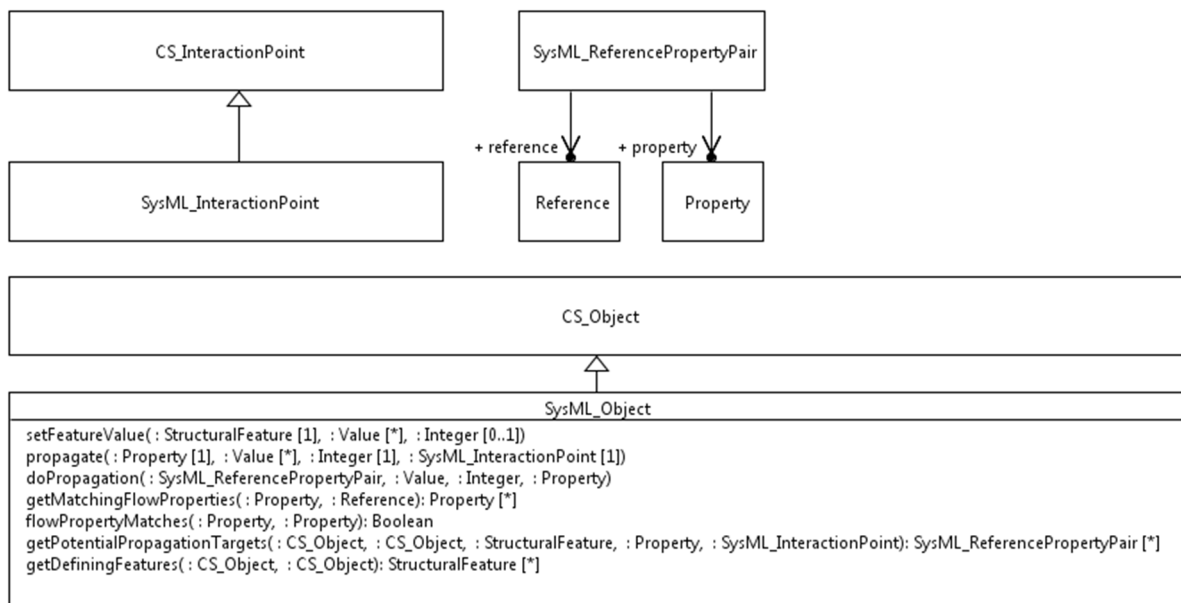 CS_InteractionPoint
SysML_ReferencePropertyPair
+ reference
+ property
SysML_InteractionPoint
Reference
Property
CS_Object
SysML_Object
setFeatureValue( : StructuralFeature [1],  : Value [*],  : Integer [0..1])
propagate( : Property [1],  : Value [*],  : Integer [1],  : SysML_InteractionPoint [1])
doPropagation( : SysML_ReferencePropertyPair,  : Value,  : Integer,  : Property)
getMatchingFlowProperties( : Property,  : Reference): Property [*]
flowPropertyMatches( : Property,  : Property): Boolean
getPotentialPropagationTargets( : CS_Object,  : CS_Object,  : StructuralFeature,  : Property,  : SysML_InteractionPoint): SysML_ReferencePropertyPair [*]
getDefiningFeatures( : CS_Object,  : CS_Object): StructuralFeature [*]